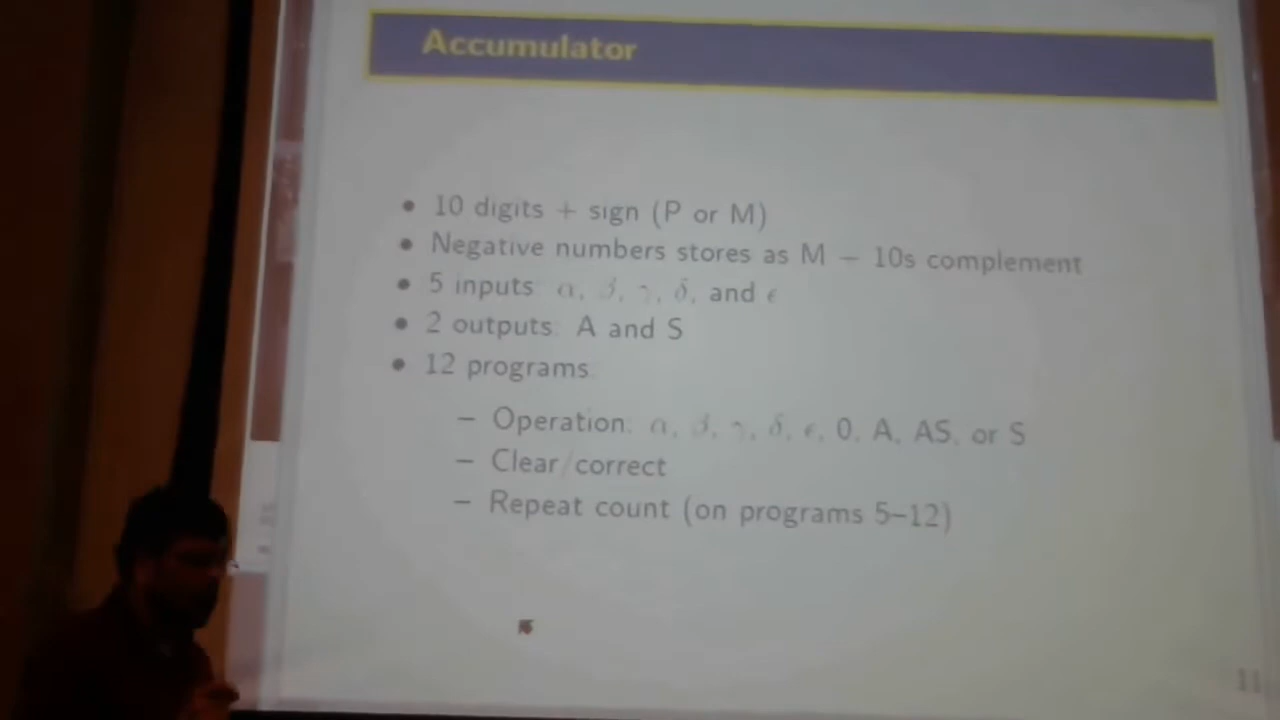 Accumulator
• 10 digits + sign (P or M)
• Negative numbers stores as M – 10s complement
• 5 inputs: α, β, γ, δ, and ϵ
• 2 outputs: A and S
• 12 programs:
– Operation: α, β, γ, δ, ϵ, 0, A, AS, or S
– Clear/correct
– Repeat count (on programs 5–12)
11